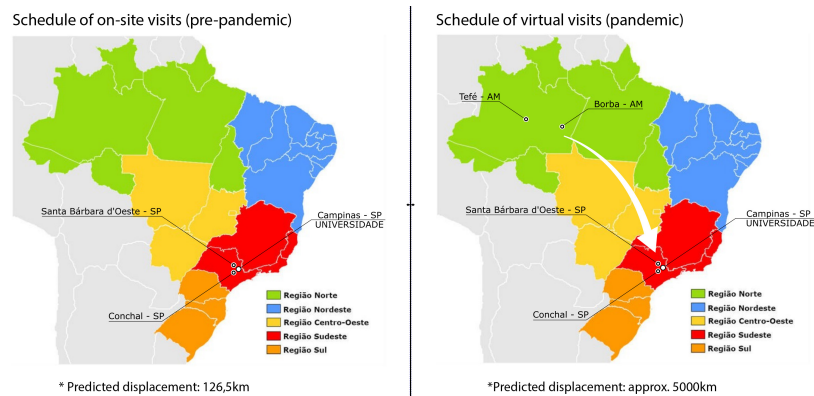 Schedule of on-site visits (pre-pandemic)
Santa Bárbara d'Oeste - SP
Campinas - SP
UNIVERSIDADE
Conchal - SP
Região Norte
Região Nordeste
Região Centro-Oeste
Região Sudeste
Região Sul
* Predicted displacement: 126,5km
Schedule of virtual visits (pandemic)
Tefé - AM
Borba - AM
Santa Bárbara d'Oeste - SP
Campinas - SP
UNIVERSIDADE
Conchal - SP
Região Norte
Região Nordeste
Região Centro-Oeste
Região Sudeste
Região Sul
*Predicted displacement: approx. 5000km